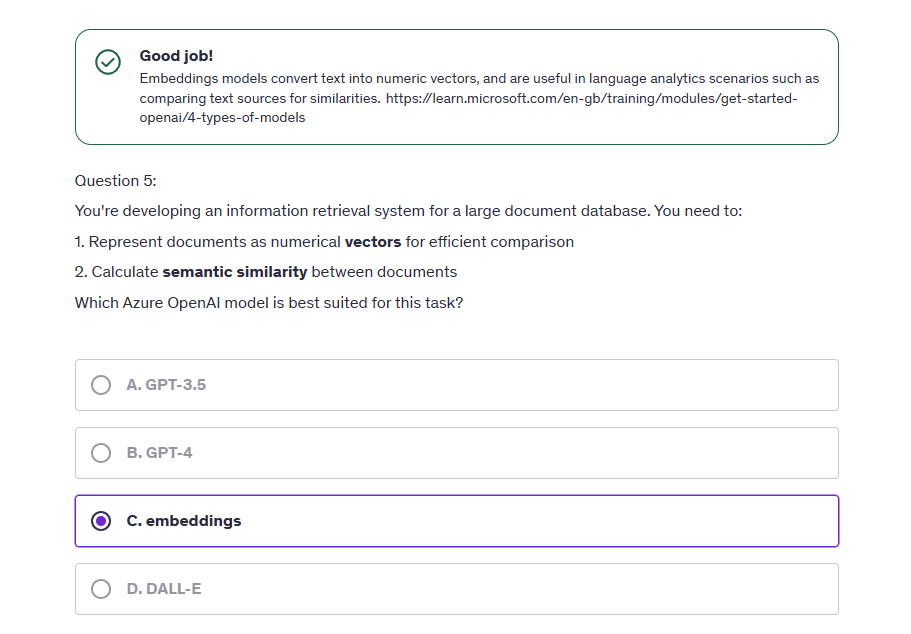 Good job!
Embeddings models convert text into numeric vectors, and are useful in language analytics scenarios such as
comparing text sources for similarities. https://learn.microsoft.com/en-gb/training/modules/get-started-
openai/4-types-of-models
Question 5:
You're developing an information retrieval system for a large document database. You need to:
1. Represent documents as numerical vectors for efficient comparison
2. Calculate semantic similarity between documents
Which Azure OpenAI model is best suited for this task?
A. GPT-3.5
B. GPT-4
C. embeddings
D. DALL-E